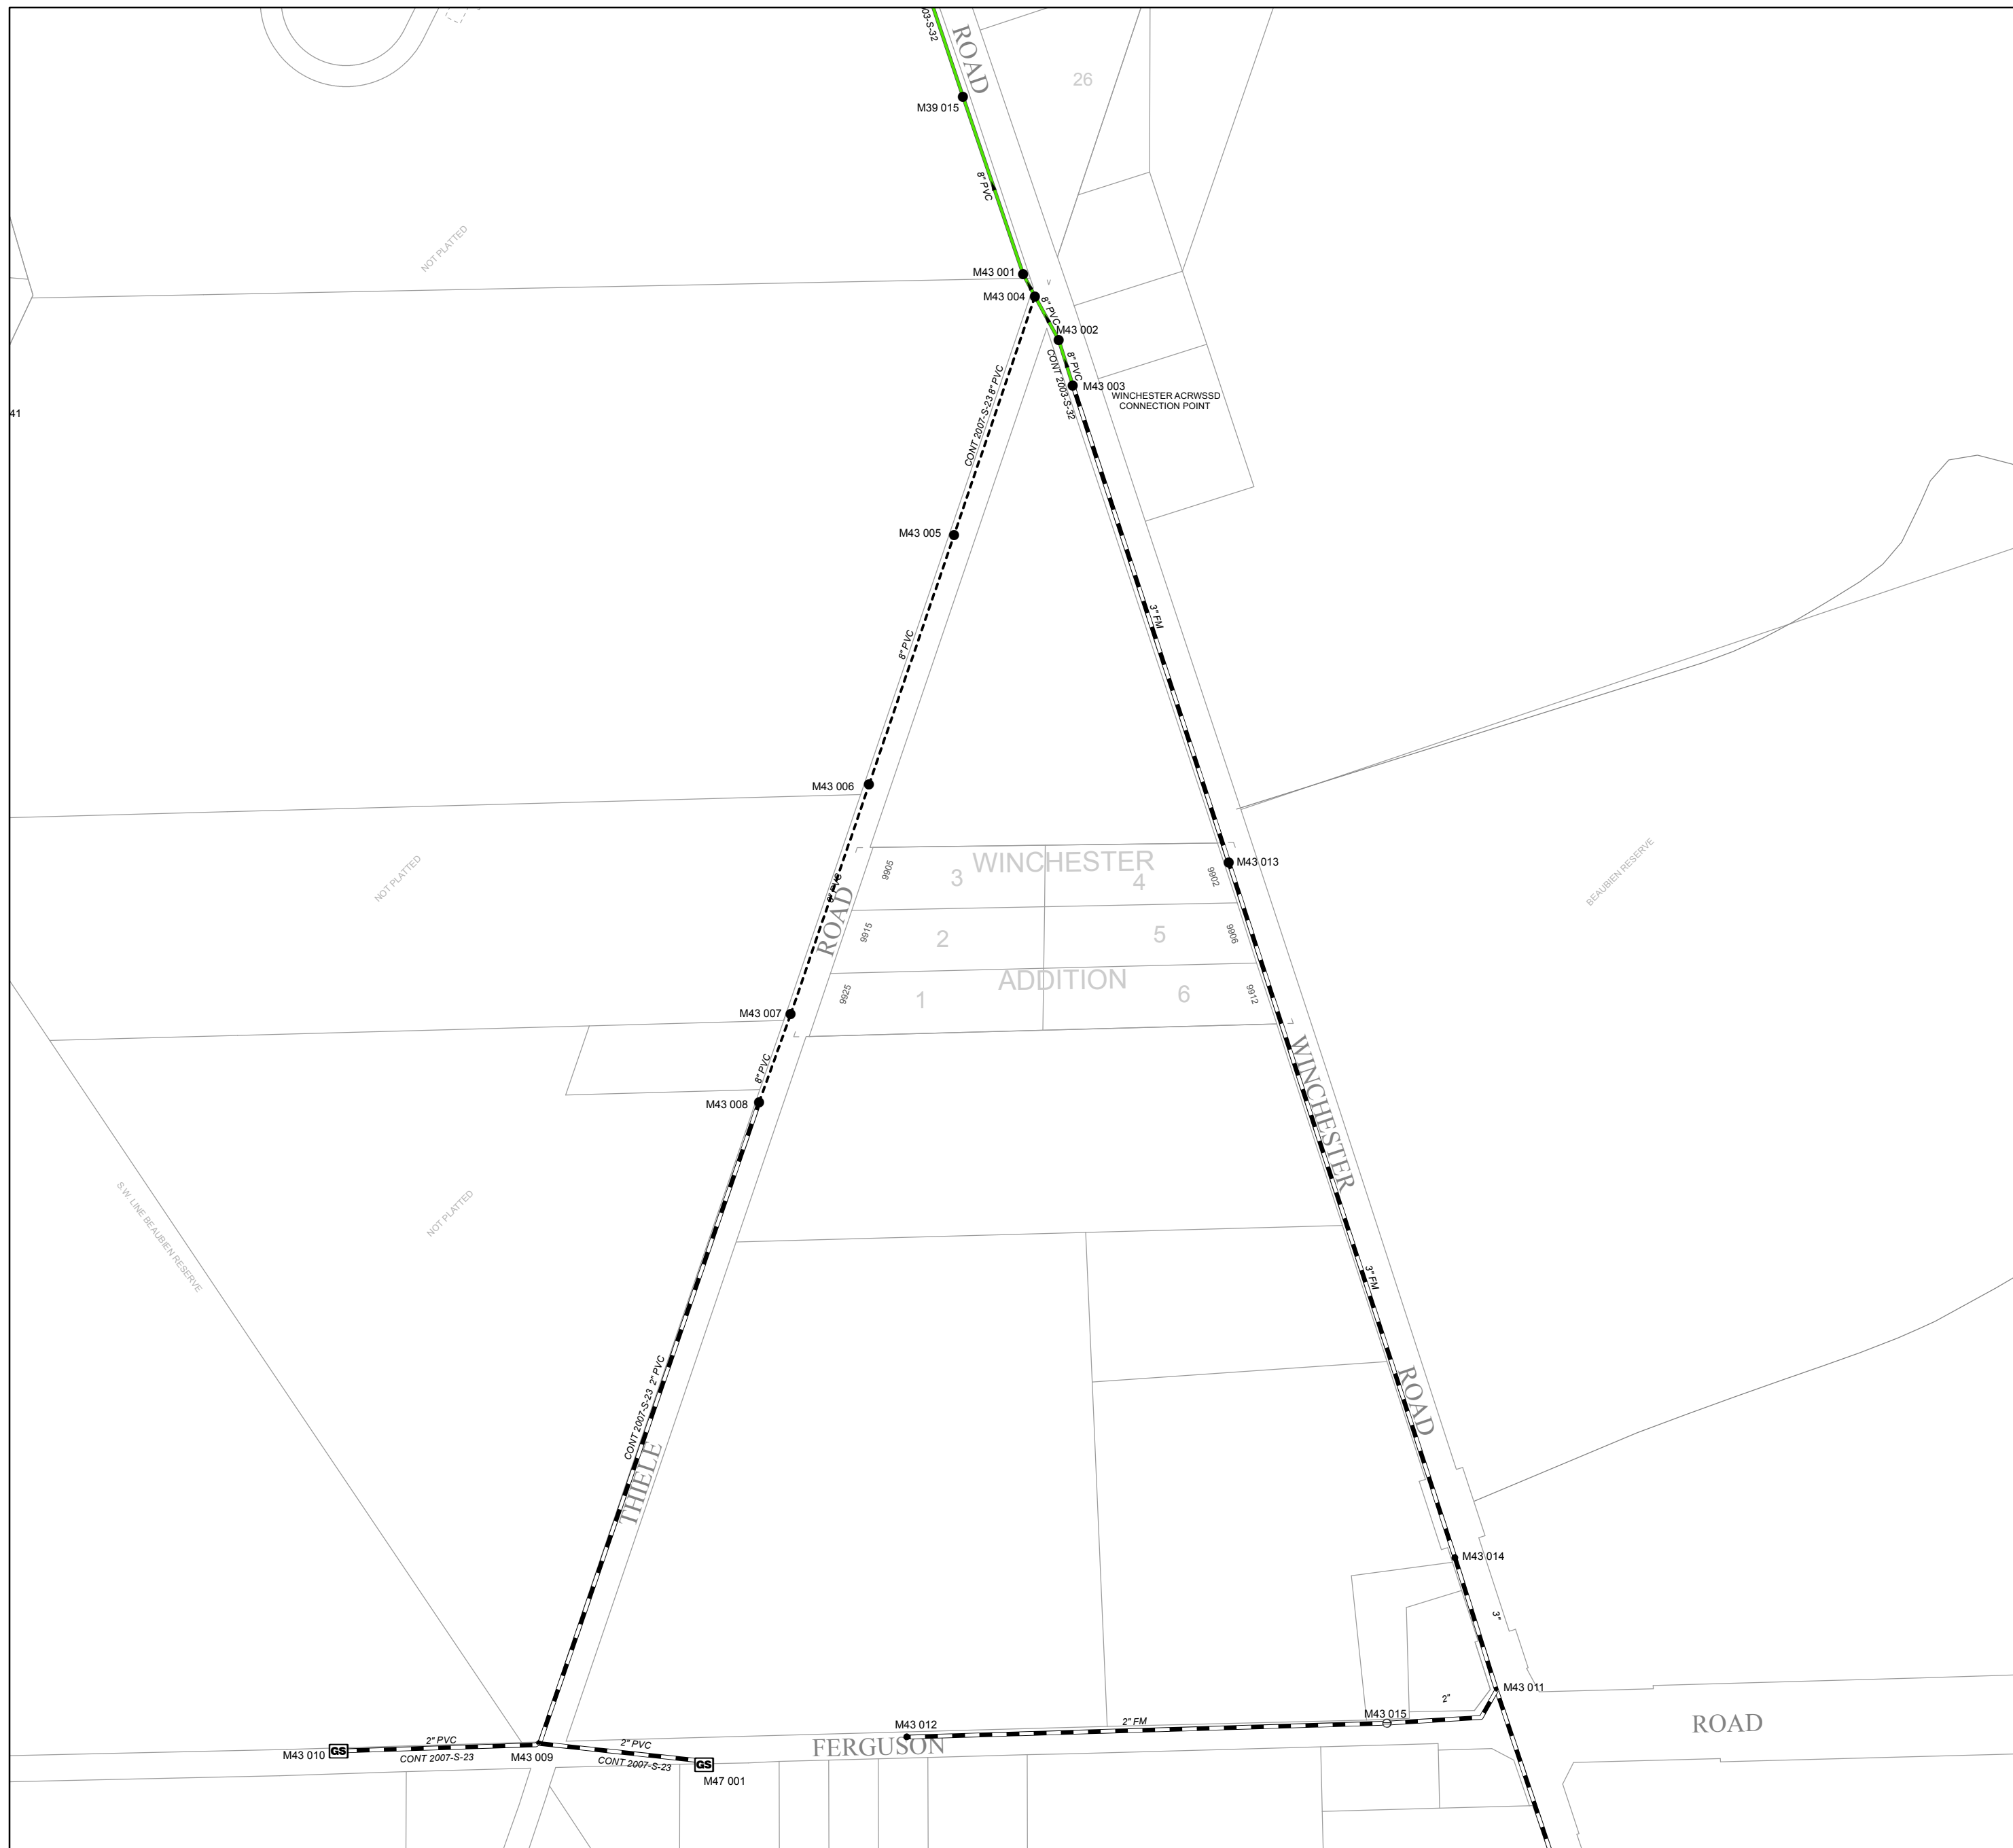 03-S-32
ROAD
26
M39 015
8" PVC
NOT PLATTED
M43 001
V
M43 004
8" PVC
M43 002
8" PVC
CONT 2003-S-32
M43 003
WINCHESTER ACRWSSD
CONNECTION POINT
41
CONT 2007-S-23 8" PVC
M43 005
3" FM
8" PVC
M43 006
NOT PLATTED
8" PVC
ROAD
9905
3
WINCHESTER
4
9902
M43 013
BEAUBIEN RESERVE
9915
2
5
9906
ADDITION
9925
1
6
9912
M43 007
8" PVC
M43 008
WINCHESTER
S.W. LINE BEAUBIEN RESERVE
NOT PLATTED
3" FM
CONT 2007-S-23 2" PVC
ROAD
THIELE
M43 014
3"
M43 011
2"
M43 015
M43 012
2" FM
FERGUSON
ROAD
2" PVC
M43 010
GS
CONT 2007-S-23
M43 009
2" PVC
CONT 2007-S-23
GS
M47 001